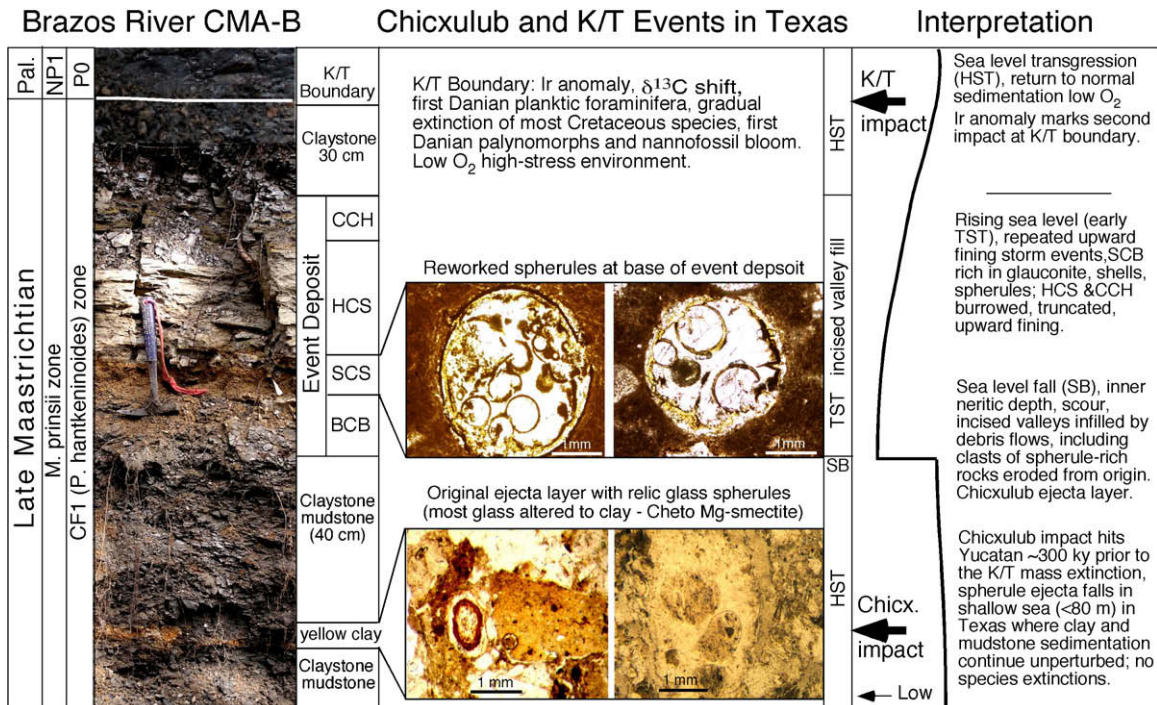 Brazos River CMA-B
Chicxulub and K/T Events in Texas
Interpretation
Pal.
NP1
P0
Late Maastrichtian
M. prinsii zone
CF1 (P. hantkeninoides) zone
K/T
Boundary
Claystone
30 cm
Event Deposit
CCH
HCS
SCS
BCB
Claystone
mudstone
(40 cm)
yellow clay
Claystone
mudstone
K/T Boundary: Ir anomaly, δ¹³C shift,
first Danian planktic foraminifera, gradual
extinction of most Cretaceous species, first
Danian palynomorphs and nannofossil bloom.
Low O₂ high-stress environment.
Reworked spherules at base of event depsoit
1mm
1mm
Original ejecta layer with relic glass spherules
(most glass altered to clay - Cheto Mg-smectite)
1 mm
1 mm
HST
incised valley fill
TST
SB
HST
K/T
impact
Chicx.
impact
Low
Sea level transgression
(HST), return to normal
sedimentation low O₂
Ir anomaly marks second
impact at K/T boundary.
Rising sea level (early
TST), repeated upward
fining storm events,SCB
rich in glauconite, shells,
spherules; HCS &CCH
burrowed, truncated,
upward fining.
Sea level fall (SB), inner
neritic depth, scour,
incised valleys infilled by
debris flows, including
clasts of spherule-rich
rocks eroded from origin.
Chicxulub ejecta layer.
Chicxulub impact hits
Yucatan ~300 ky prior to
the K/T mass extinction,
spherule ejecta falls in
shallow sea (<80 m) in
Texas where clay and
mudstone sedimentation
continue unperturbed; no
species extinctions.